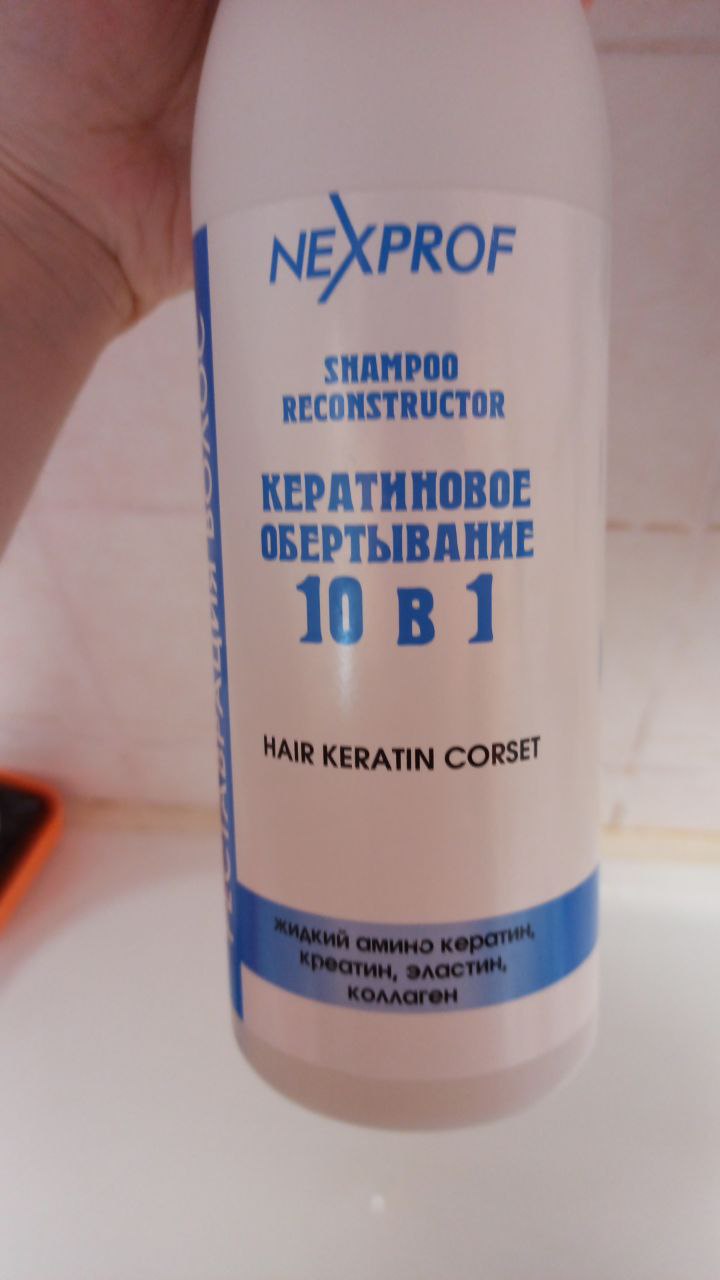 NEXPROF
SHAMPOO
RECONSTRUCTOR
КЕРАТИНОВОЕ
ОБЕРТЫВАНИЕ
10 в 1
HAIR KERATIN CORSET
жидкий амино кератин,
креатин, эластин,
коллаген